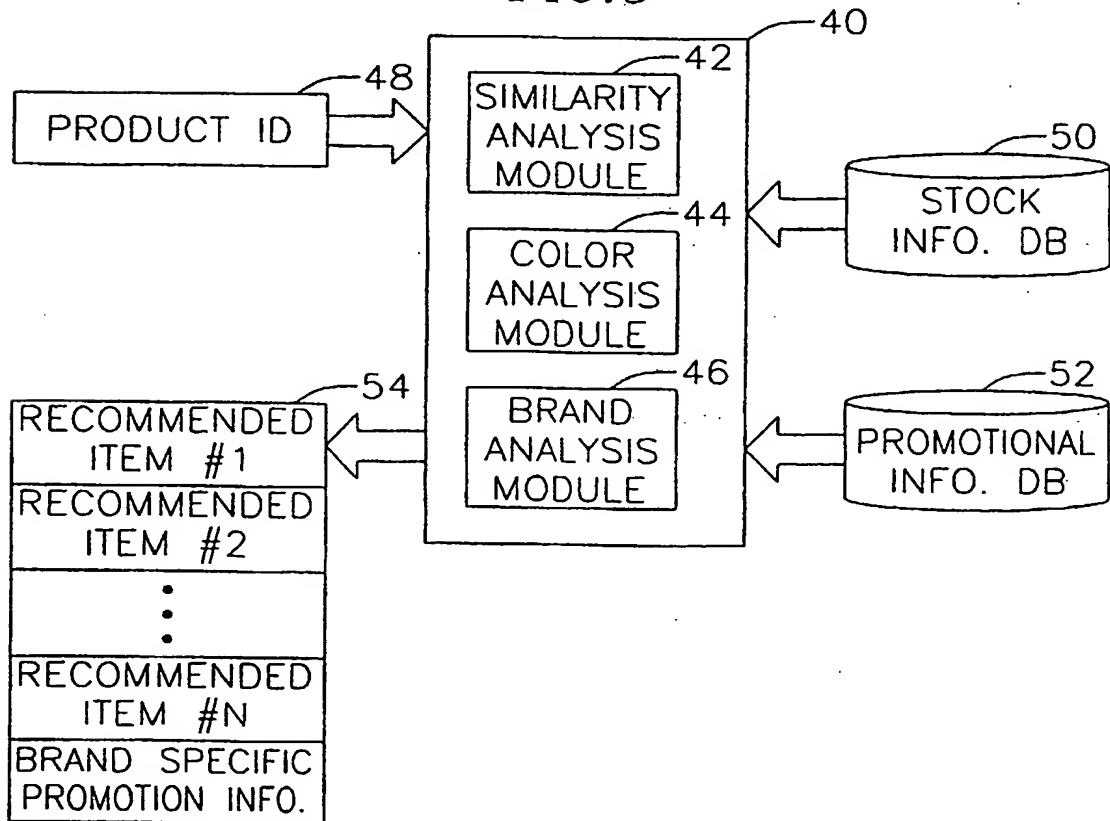 40
48
PRODUCT ID
42
SIMILARITY
ANALYSIS
MODULE
50
STOCK
INFO. DB
44
COLOR
ANALYSIS
MODULE
46
BRAND
ANALYSIS
MODULE
52
PROMOTIONAL
INFO. DB
54
RECOMMENDED
ITEM #1
RECOMMENDED
ITEM #2
RECOMMENDED
ITEM #N
BRAND SPECIFIC
PROMOTION INFO.